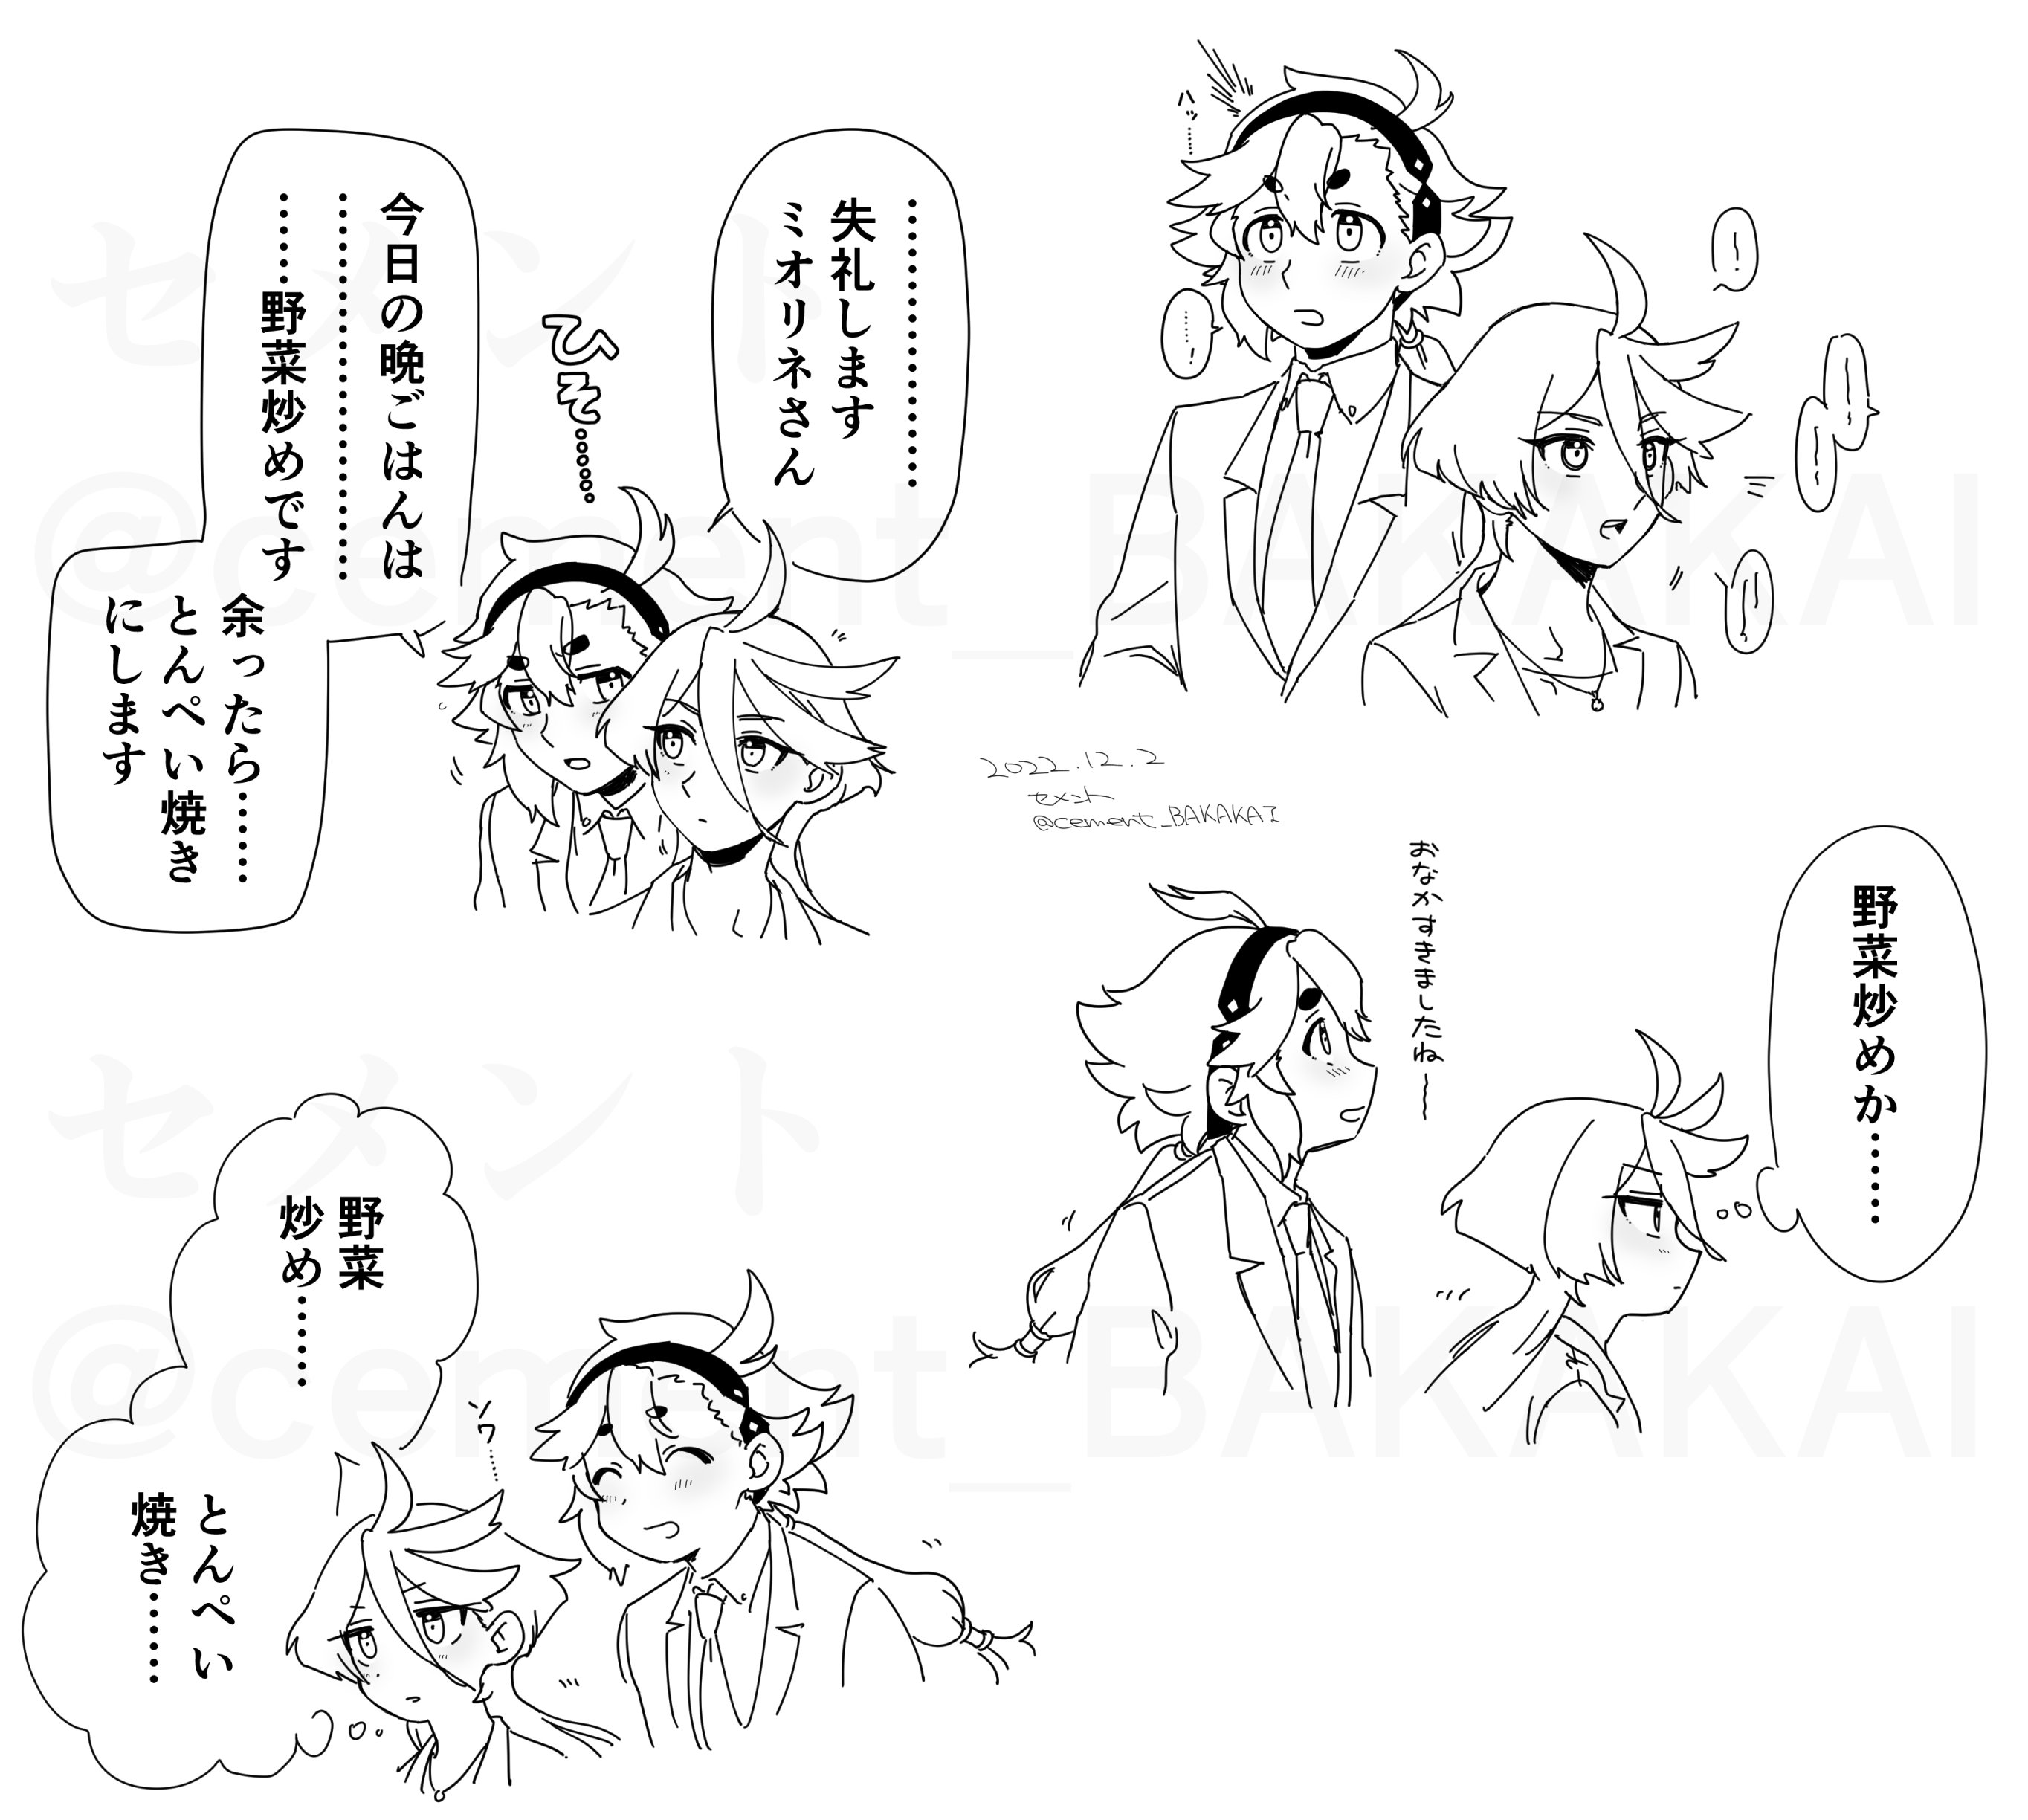 ハッ……
……！
…………………
失礼します
ミオリネさん
ひそ………
今日の晩ごはんは
………………………
……野菜炒めです
余ったら……
とんぺい焼き
にします
2022.12.2
セメント
@cement_BAKAKAI
野菜炒めか……
おなかすきましたね〜
ソワ……
野菜
炒め……
とんぺい
焼き……
セメント
@cement_BAKAKAI
セメント
@cement_BAKAKAI